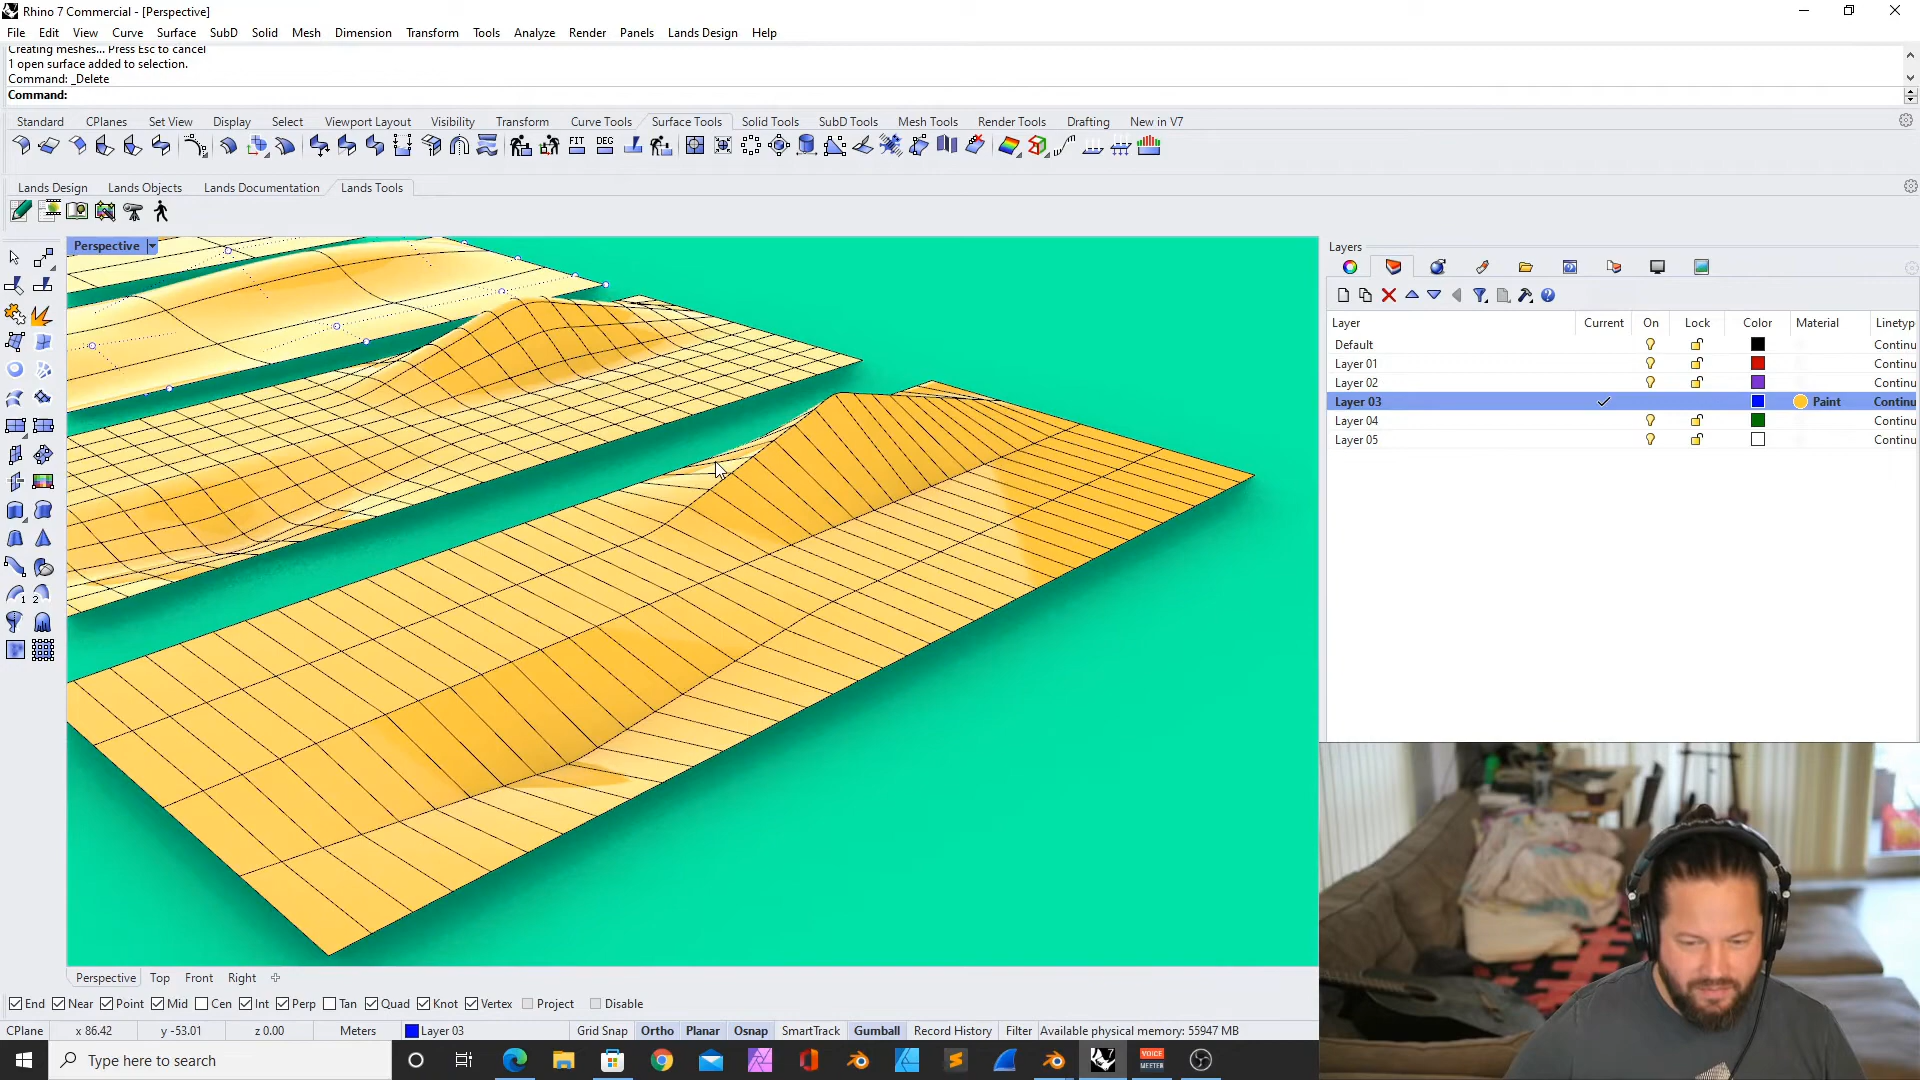 Rhino 7 Commercial - [Perspective]
File Edit View Curve Surface SubD Solid Mesh Dimension Transform Tools Analyze Render Panels Lands Design Help
Creating meshes... Press Esc to cancel
1 open surface added to selection.
Command: _Delete
Command:
Standard CPlanes Set View Display Select Viewport Layout Visibility Transform Curve Tools Surface Tools Solid Tools SubD Tools Mesh Tools Render Tools Drafting New in V7
FIT DEG
Lands Design Lands Objects Lands Documentation Lands Tools
Perspective
Layers
Layer Current On Lock Color Material Linetyp
Default Continu
Layer 01 Continu
Layer 02 Continu
Layer 03 Paint Continu
Layer 04 Continu
Layer 05 Continu
1 2
Perspective Top Front Right
End Near Point Mid Cen Int Perp Tan Quad Knot Vertex Project Disable
CPlane x 86.42 y -53.01 z 0.00 Meters Layer 03 Grid Snap Ortho Planar Osnap SmartTrack Gumball Record History Filter Available physical memory: 55947 MB
Type here to search
VOICE
MEETER